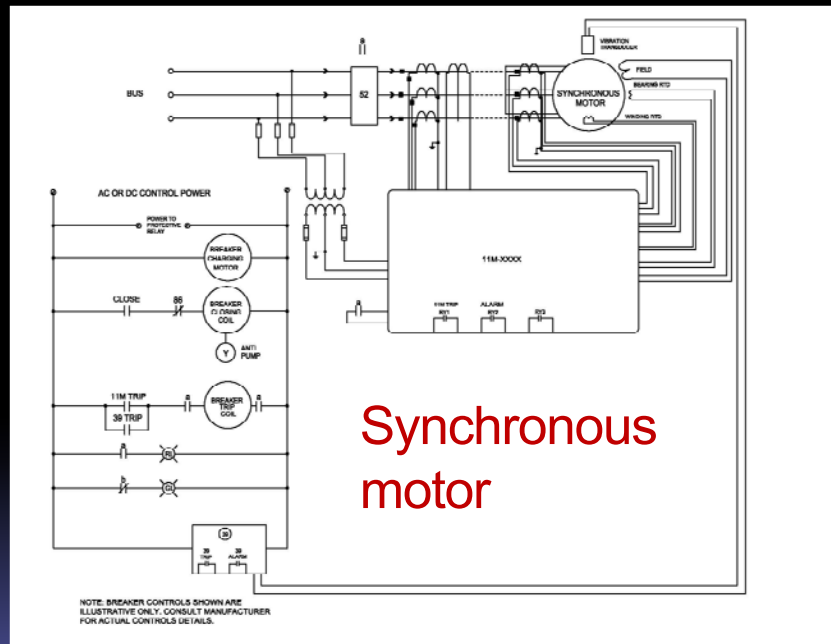 a
VIBRATION
TRANSDUCER
FIELD
BEARING RTD
BUS
52
SYNCHRONOUS
MOTOR
WINDING RTD
AC OR DC CONTROL POWER
POWER TO
PROTECTIVE
RELAY
BREAKER
CHARGING
MOTOR
11M-XXXX
CLOSE
86
BREAKER
CLOSING
COIL
a
11M TRIP
RY1
ALARM
RY2
RY3
Y
ANTI
PUMP
11M TRIP
39 TRIP
a
BREAKER
TRIP
COIL
a
a
b
Synchronous
motor
39
39
TRIP
39
ALARM
NOTE: BREAKER CONTROLS SHOWN ARE
ILLUSTRATIVE ONLY. CONSULT MANUFACTURER
FOR ACTUAL CONTROLS DETAILS.